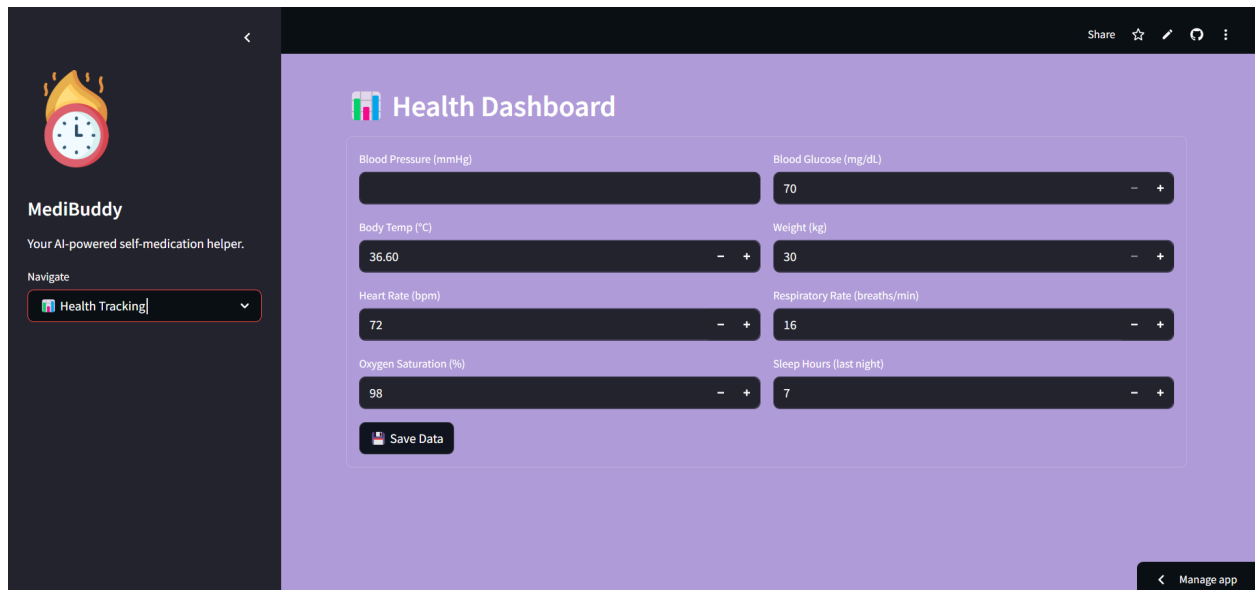 Share
MediBuddy
Your AI-powered self-medication helper.
Navigate
📊 Health Tracking
📊 Health Dashboard
Blood Pressure (mmHg)
Blood Glucose (mg/dL)
70
Body Temp (°C)
Weight (kg)
36.60
30
Heart Rate (bpm)
Respiratory Rate (breaths/min)
72
16
Oxygen Saturation (%)
Sleep Hours (last night)
98
7
💾 Save Data
Manage app